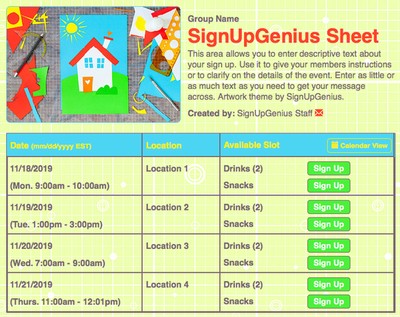 Group Name
SignUpGenius Sheet
This area allows you to enter descriptive text about
your sign up. Use it to give your members instructions
or to clarify on the details of the event. Enter as little or
as much text as you need to get your message
across. Artwork theme by SignUpGenius.
Created by: SignUpGenius Staff
Date (mm/dd/yyyy EST) Location Available Slot Calendar View
11/18/2019 Location 1 Drinks (2) Sign Up
(Mon. 9:00am - 10:00am) Snacks Sign Up
11/19/2019 Location 2 Drinks (2) Sign Up
(Tue. 1:00pm - 3:00pm) Snacks Sign Up
11/20/2019 Location 3 Drinks (2) Sign Up
(Wed. 7:00am - 9:00am) Snacks Sign Up
11/21/2019 Location 4 Drinks (2) Sign Up
(Thurs. 11:00am - 12:01pm) Snacks Sign Up